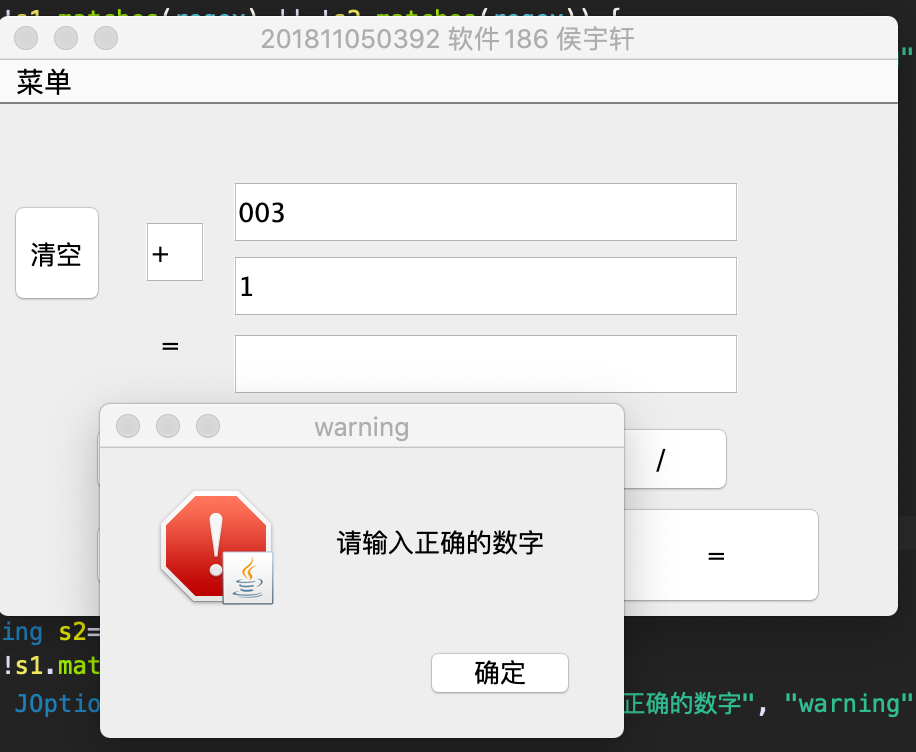 201811050392 软件186 侯宇轩
菜单
003
清空
+
1
=
warning
/
请输入正确的数字
=
确定
ing s2=
!s1.mat
JOptio
正确的数字", "warning"